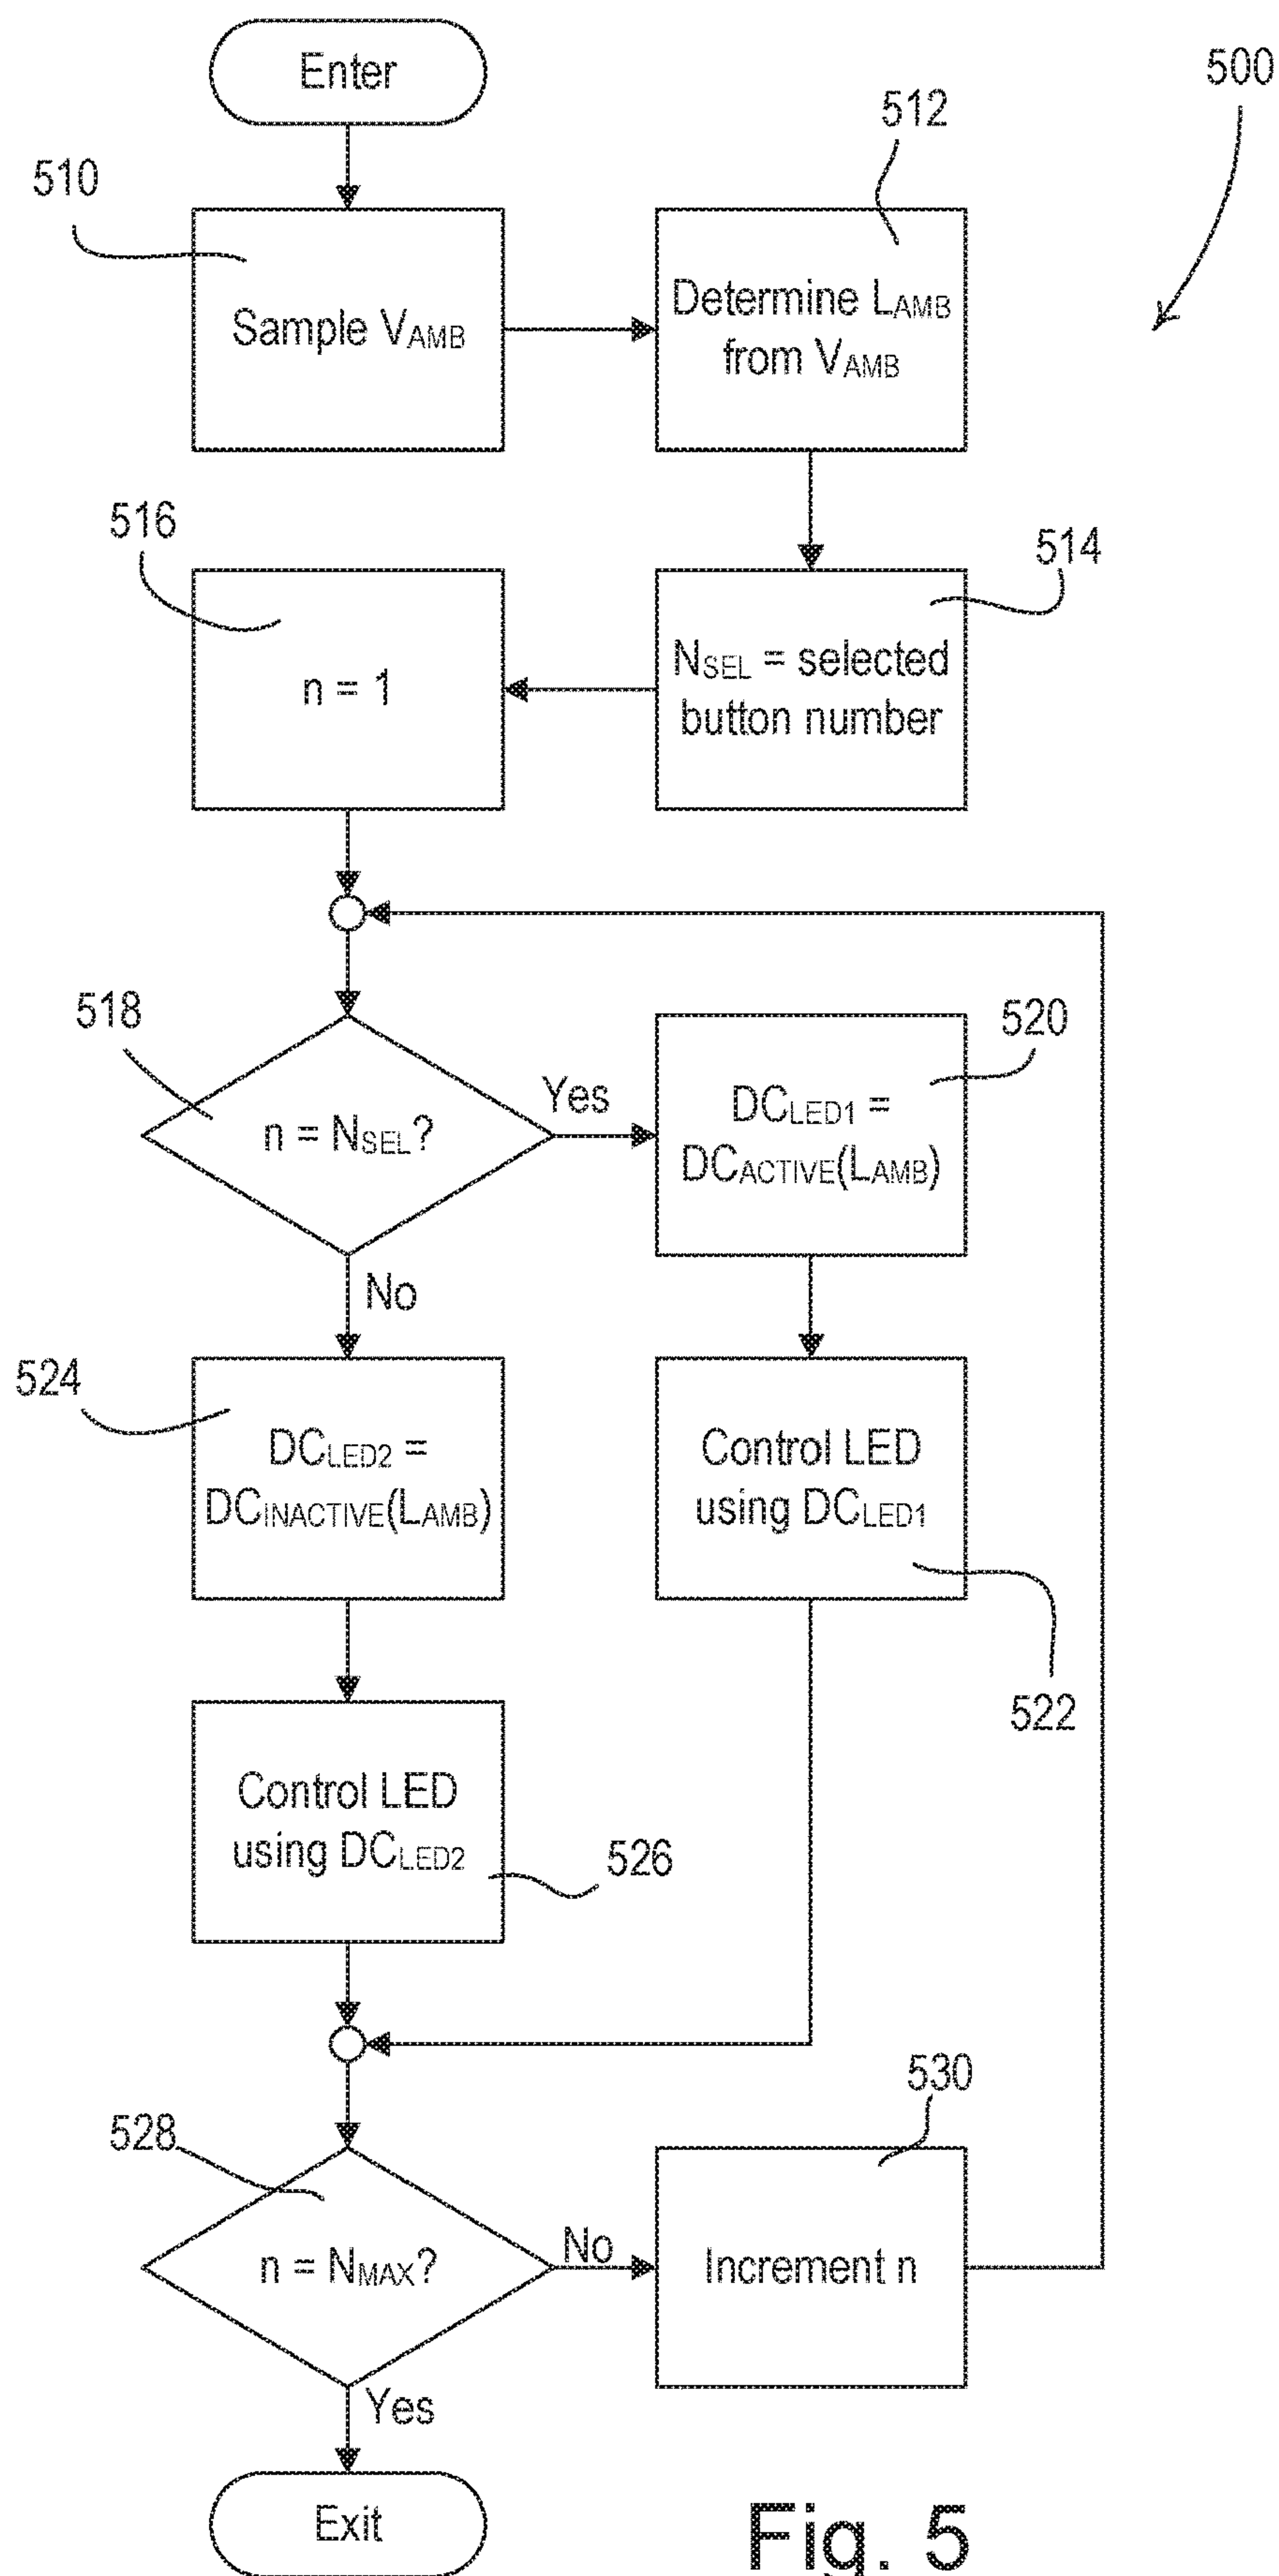 Enter
500
512
510
Sample VAMB
Determine LAMB
from VAMB
516
514
n = 1
NSEL = selected
button number
518
520
n = NSEL?
Yes
DCLED1 =
DCACTIVE(LAMB)
No
524
DCLED2 =
DCINACTIVE(LAMB)
Control LED
using DCLED1
522
Control LED
using DCLED2
526
528
530
n = NMAX?
No
Increment n
Yes
Exit
Fig. 5